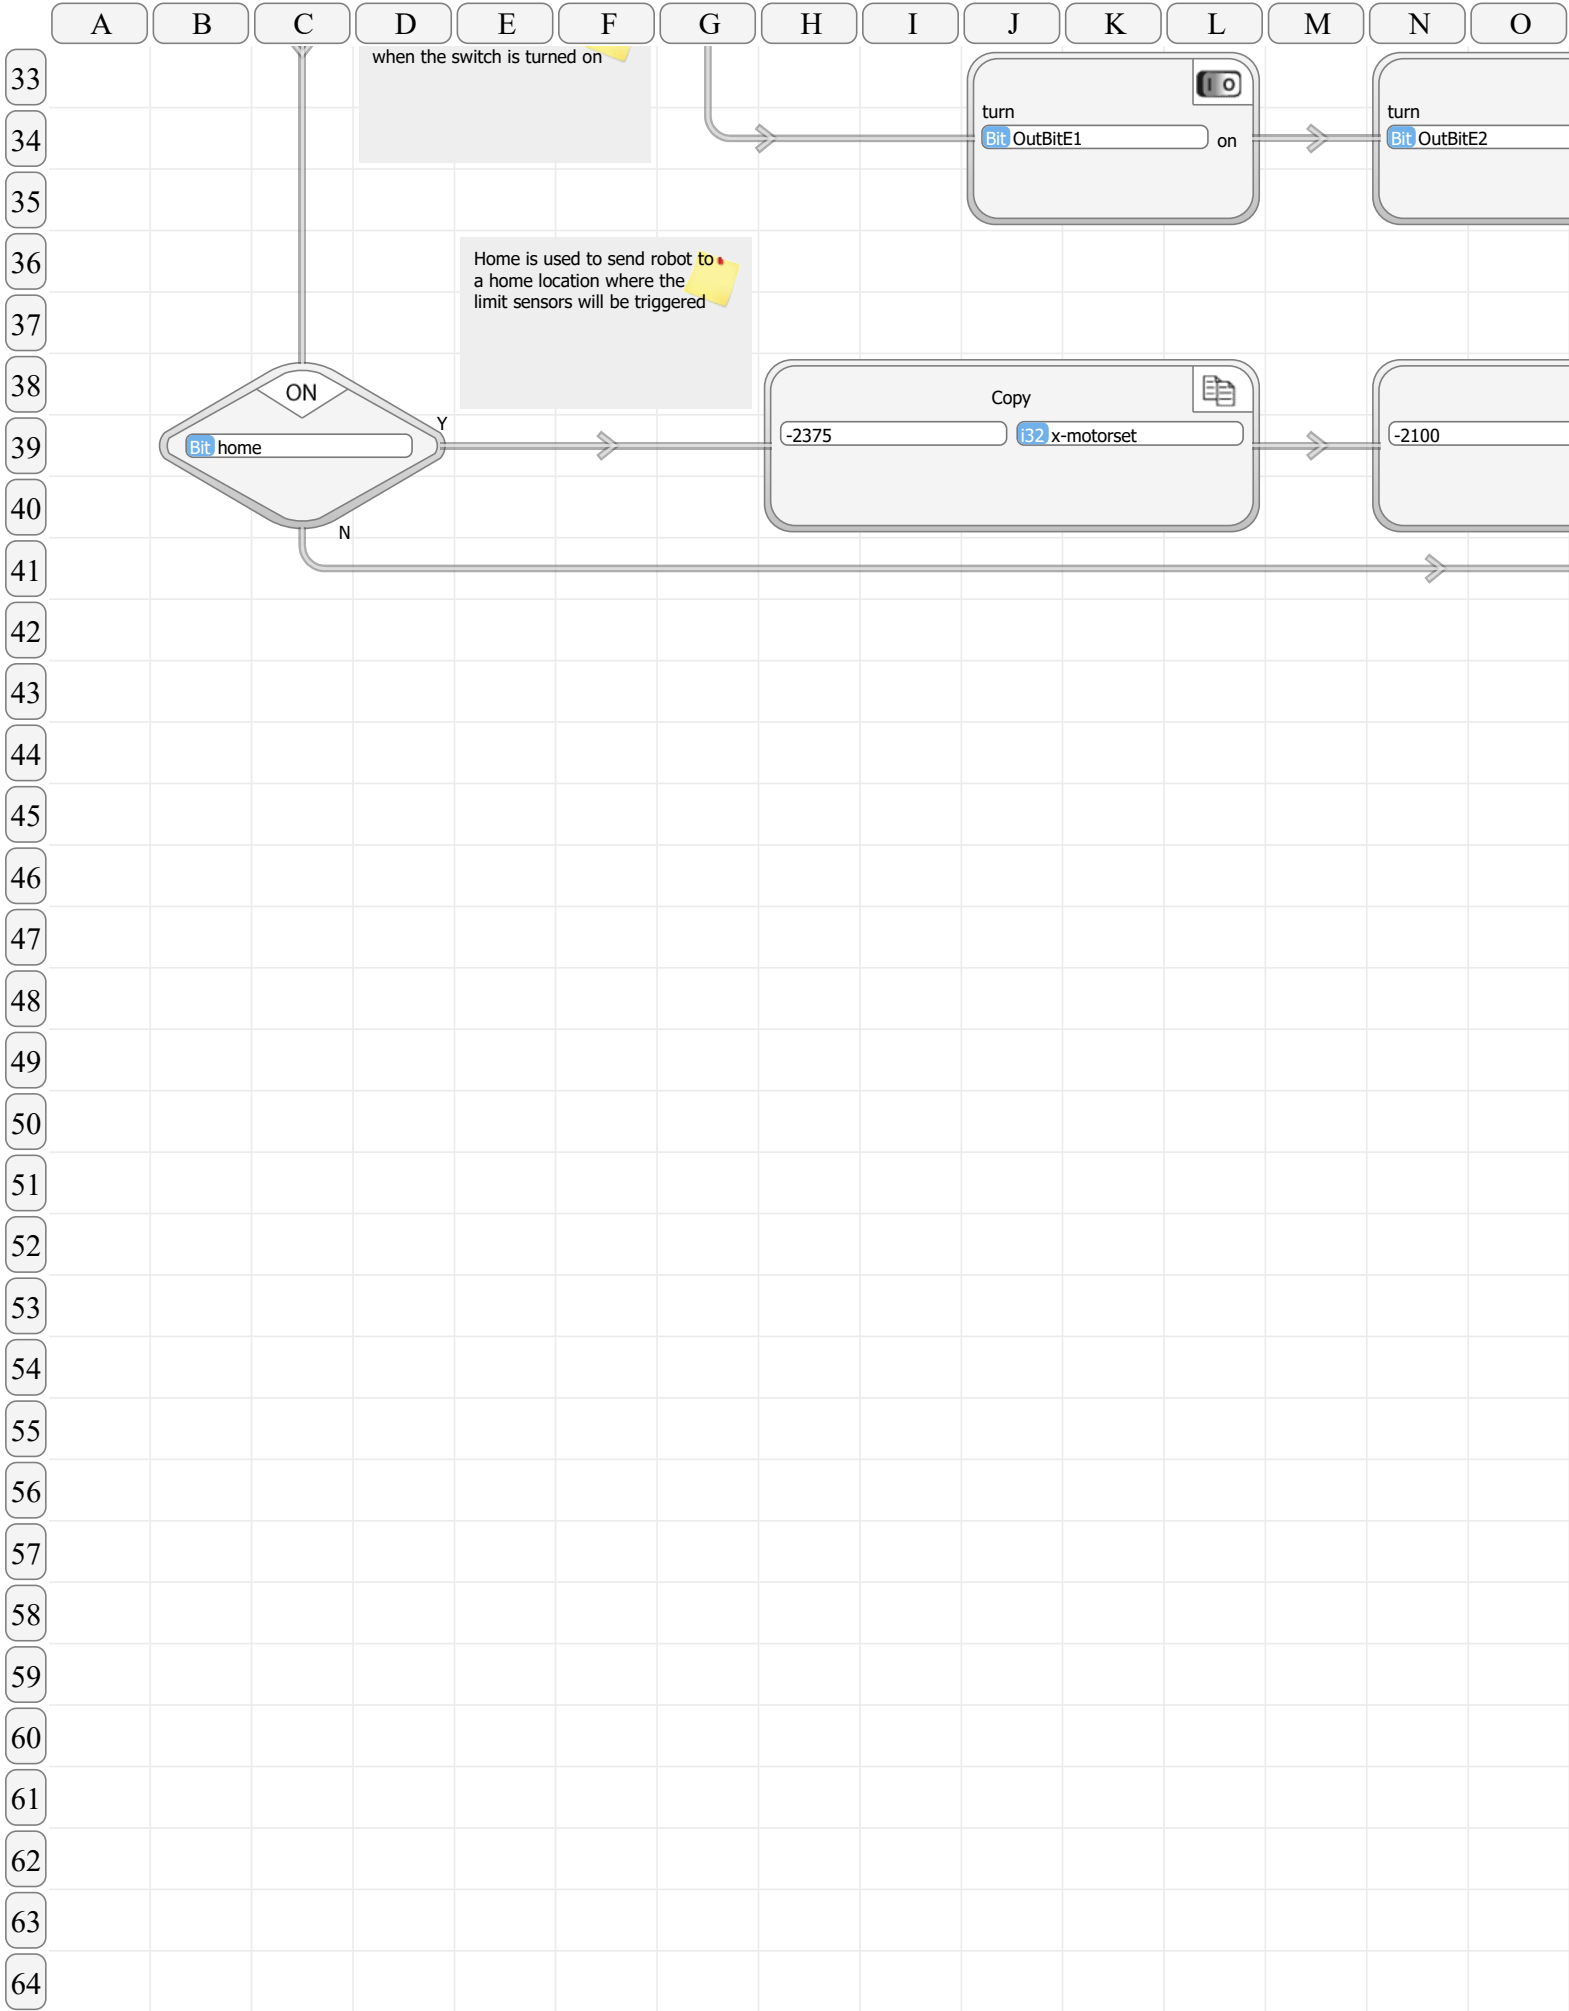 A B C D E F G H I J K L M N O
33
when the switch is turned on
turn
turn
34
Bit OutBitE1 on
Bit OutBitE2
35
36
Home is used to send robot to
a home location where the
limit sensors will be triggered
37
38
ON
Copy
Y
39
Bit home
-2375
i32 x-motorset
-2100
40
N
41
42
43
44
45
46
47
48
49
50
51
52
53
54
55
56
57
58
59
60
61
62
63
64